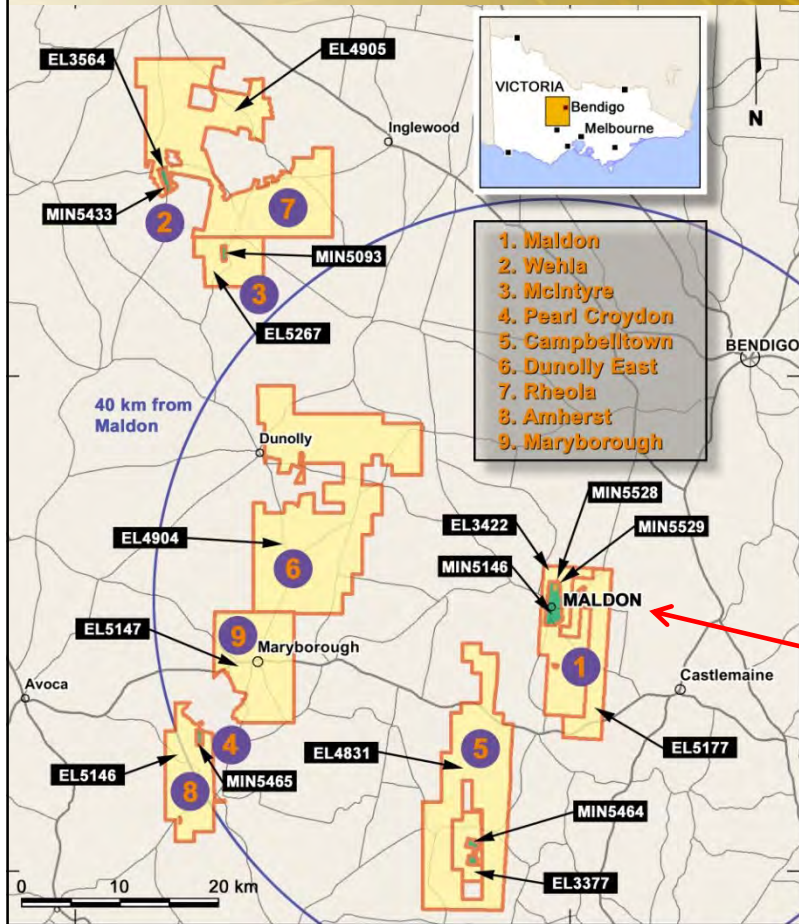 EL4905
EL3564
VICTORIA
Bendigo
Melbourne
N
Inglewood
MIN5433
2
7
MIN5093
3
EL5267
1. Maldon
2. Wehla
3. McIntyre
4. Pearl Croydon
5. Campbelltown
6. Dunolly East
7. Rheola
8. Amherst
9. Maryborough
BENDIGO
40 km from
Maldon
Dunolly
EL4904
6
MIN5528
EL3422
MIN5529
MIN5146
MALDON
EL5147
9
Maryborough
1
Avoca
Castlemaine
4
EL4831
5
EL5177
EL5146
MIN5465
8
MIN5464
EL3377
0 10 20 km